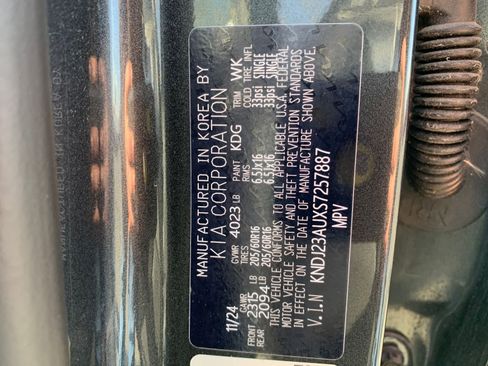 MANUFACTURED IN KOREA BY
KIA CORPORATION
11/24 GVWR 4023 LB PAINT KDG TRIM WK
GAWR TIRES RIMS COLD TIRE INFL
FRONT 2315 LB 205/60R16 6.5Jx16 33psi SINGLE
REAR 2094 LB 205/60R16 6.5Jx16 33psi SINGLE
THIS VEHICLE CONFORMS TO ALL APPLICABLE U.S.A. FEDERAL
MOTOR VEHICLE SAFETY AND THEFT PREVENTION STANDARDS
IN EFFECT ON THE DATE OF MANUFACTURE SHOWN ABOVE.
V.I.N KNDJ23AUXS7257887
MPV